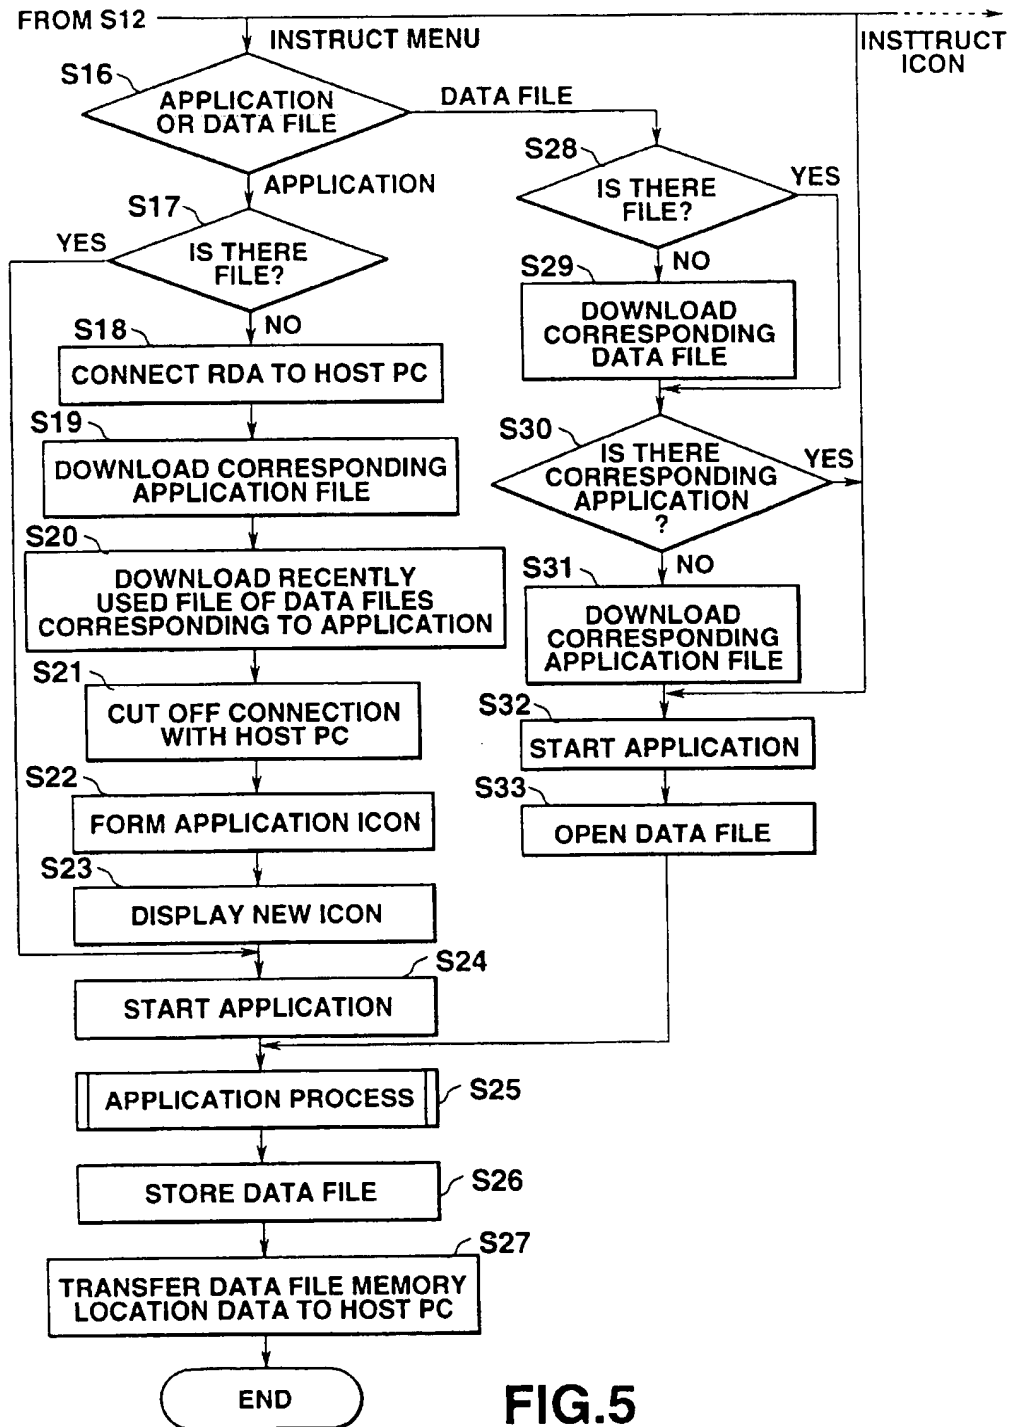 FROM S12
INSTRUCT MENU
INSTTRUCT
ICON
S16
APPLICATION
OR DATA FILE
DATA FILE
APPLICATION
S17
YES
IS THERE
FILE?
NO
S18
CONNECT RDA TO HOST PC
S19
DOWNLOAD CORRESPONDING
APPLICATION FILE
S20
DOWNLOAD RECENTLY
USED FILE OF DATA FILES
CORRESPONDING TO APPLICATION
S21
CUT OFF CONNECTION
WITH HOST PC
S22
FORM APPLICATION ICON
S23
DISPLAY NEW ICON
S24
START APPLICATION
S28
YES
IS THERE
FILE?
NO
S29
DOWNLOAD
CORRESPONDING
DATA FILE
S30
IS THERE
CORRESPONDING
APPLICATION
?
YES
NO
S31
DOWNLOAD
CORRESPONDING
APPLICATION FILE
S32
START APPLICATION
S33
OPEN DATA FILE
APPLICATION PROCESS
S25
STORE DATA FILE
S26
S27
TRANSFER DATA FILE MEMORY
LOCATION DATA TO HOST PC
END
FIG.5